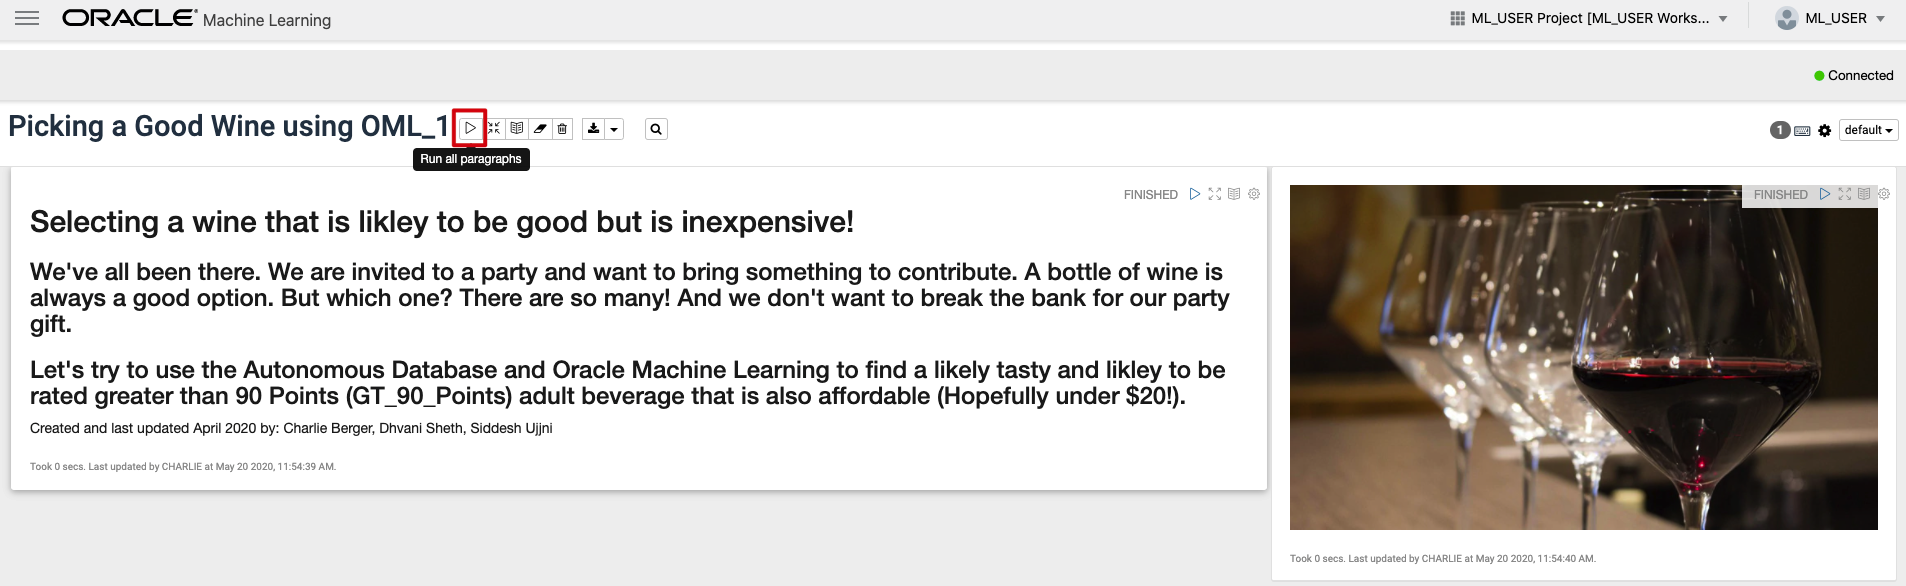 ORACLE Machine Learning
ML_USER Project [ML_USER Works...
ML_USER
Connected
Picking a Good Wine using OML_1
1
default
Run all paragraphs
FINISHED
Selecting a wine that is likley to be good but is inexpensive!
We've all been there. We are invited to a party and want to bring something to contribute. A bottle of wine is
always a good option. But which one? There are so many! And we don't want to break the bank for our party
gift.
Let's try to use the Autonomous Database and Oracle Machine Learning to find a likely tasty and likley to be
rated greater than 90 Points (GT_90_Points) adult beverage that is also affordable (Hopefully under $20!).
Created and last updated April 2020 by: Charlie Berger, Dhvani Sheth, Siddesh Ujjni
Took 0 secs. Last updated by CHARLIE at May 20 2020, 11:54:39 AM.
FINISHED
Took 0 secs. Last updated by CHARLIE at May 20 2020, 11:54:40 AM.